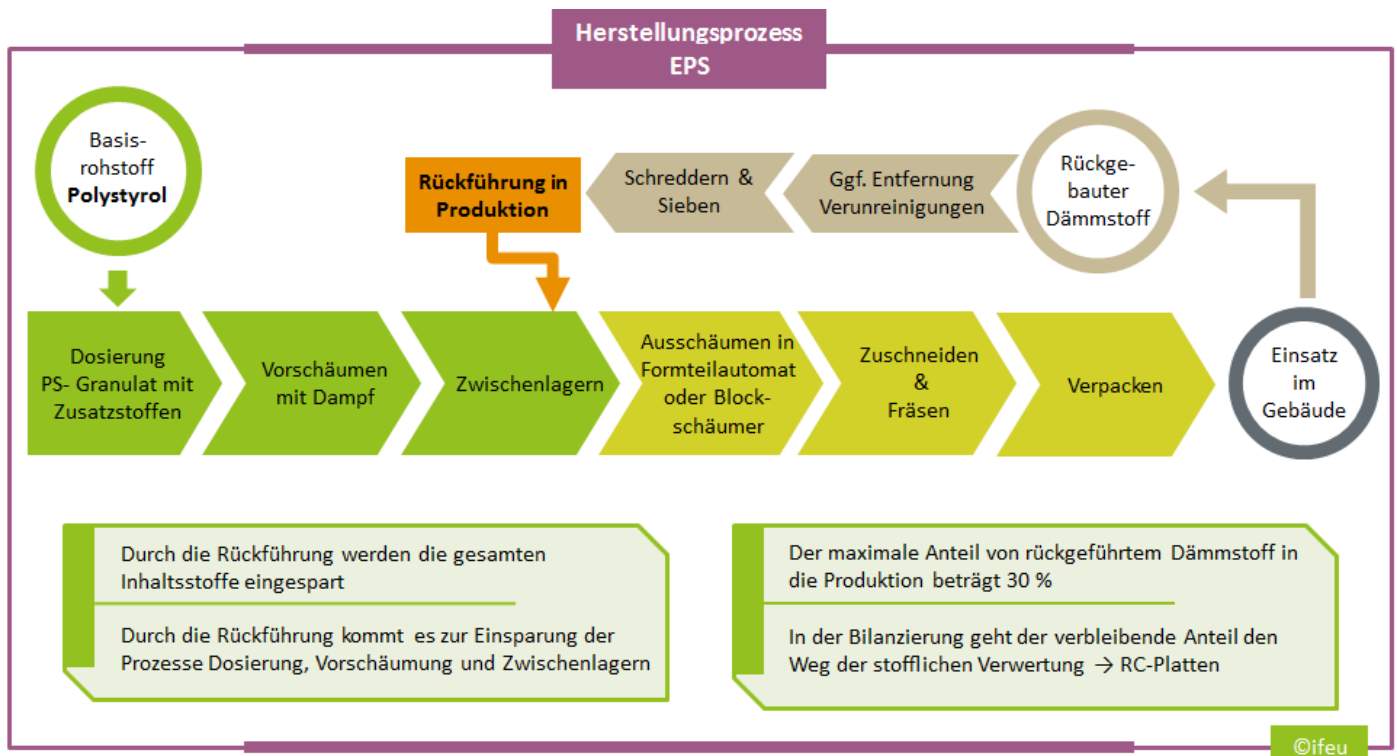 Herstellungsprozess
EPS
Basis-
rohstoff
Polystyrol
Rückführung in
Produktion
Schreddern &
Sieben
Ggf. Entfernung
Verunreinigungen
Rückge-
bauter
Dämmstoff
Dosierung
PS- Granulat mit
Zusatzstoffen
Vorschäumen
mit Dampf
Zwischenlagern
Ausschäumen in
Formteilautomat
oder Block-
schäumer
Zuschneiden
&
Fräsen
Verpacken
Einsatz
im
Gebäude
Durch die Rückführung werden die gesamten
Inhaltsstoffe eingespart
Durch die Rückführung kommt es zur Einsparung der
Prozesse Dosierung, Vorschäumung und Zwischenlagern
Der maximale Anteil von rückgeführtem Dämmstoff in
die Produktion beträgt 30 %
In der Bilanzierung geht der verbleibende Anteil den
Weg der stofflichen Verwertung → RC-Platten
©ifeu